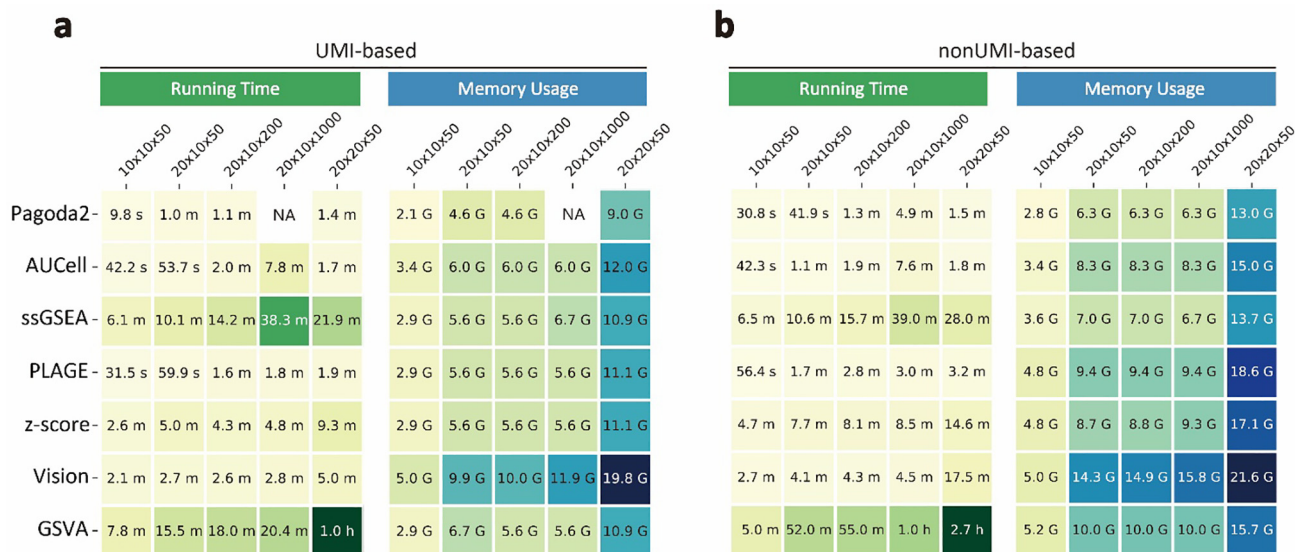 a b
UMI-based nonUMI-based
Running Time Memory Usage Running Time Memory Usage
10x10x50 20x10x50 20x10x200 20x10x1000 20x20x50 10x10x50 20x10x50 20x10x200 20x10x1000 20x20x50 10x10x50 20x10x50 20x10x200 20x10x1000 20x20x50 10x10x50 20x10x50 20x10x200 20x10x1000 20x20x50
Pagoda2 9.8 s 1.0 m 1.1 m NA 1.4 m 2.1 G 4.6 G 4.6 G NA 9.0 G 30.8 s 41.9 s 1.3 m 4.9 m 1.5 m 2.8 G 6.3 G 6.3 G 6.3 G 13.0 G
AUCell 42.2 s 53.7 s 2.0 m 7.8 m 1.7 m 3.4 G 6.0 G 6.0 G 6.0 G 12.0 G 42.3 s 1.1 m 1.9 m 7.6 m 1.8 m 3.4 G 8.3 G 8.3 G 8.3 G 15.0 G
ssGSEA 6.1 m 10.1 m 14.2 m 38.3 m 21.9 m 2.9 G 5.6 G 5.6 G 6.7 G 10.9 G 6.5 m 10.6 m 15.7 m 39.0 m 28.0 m 3.6 G 7.0 G 7.0 G 6.7 G 13.7 G
PLAGE 31.5 s 59.9 s 1.6 m 1.8 m 1.9 m 2.9 G 5.6 G 5.6 G 5.6 G 11.1 G 56.4 s 1.7 m 2.8 m 3.0 m 3.2 m 4.8 G 9.4 G 9.4 G 9.4 G 18.6 G
z-score 2.6 m 5.0 m 4.3 m 4.8 m 9.3 m 2.9 G 5.6 G 5.6 G 5.6 G 11.1 G 4.7 m 7.7 m 8.1 m 8.5 m 14.6 m 4.8 G 8.7 G 8.8 G 9.3 G 17.1 G
Vision 2.1 m 2.7 m 2.6 m 2.8 m 5.0 m 5.0 G 9.9 G 10.0 G 11.9 G 19.8 G 2.7 m 4.1 m 4.3 m 4.5 m 17.5 m 5.0 G 14.3 G 14.9 G 15.8 G 21.6 G
GSVA 7.8 m 15.5 m 18.0 m 20.4 m 1.0 h 2.9 G 6.7 G 5.6 G 5.6 G 10.9 G 5.0 m 52.0 m 55.0 m 1.0 h 2.7 h 5.2 G 10.0 G 10.0 G 10.0 G 15.7 G